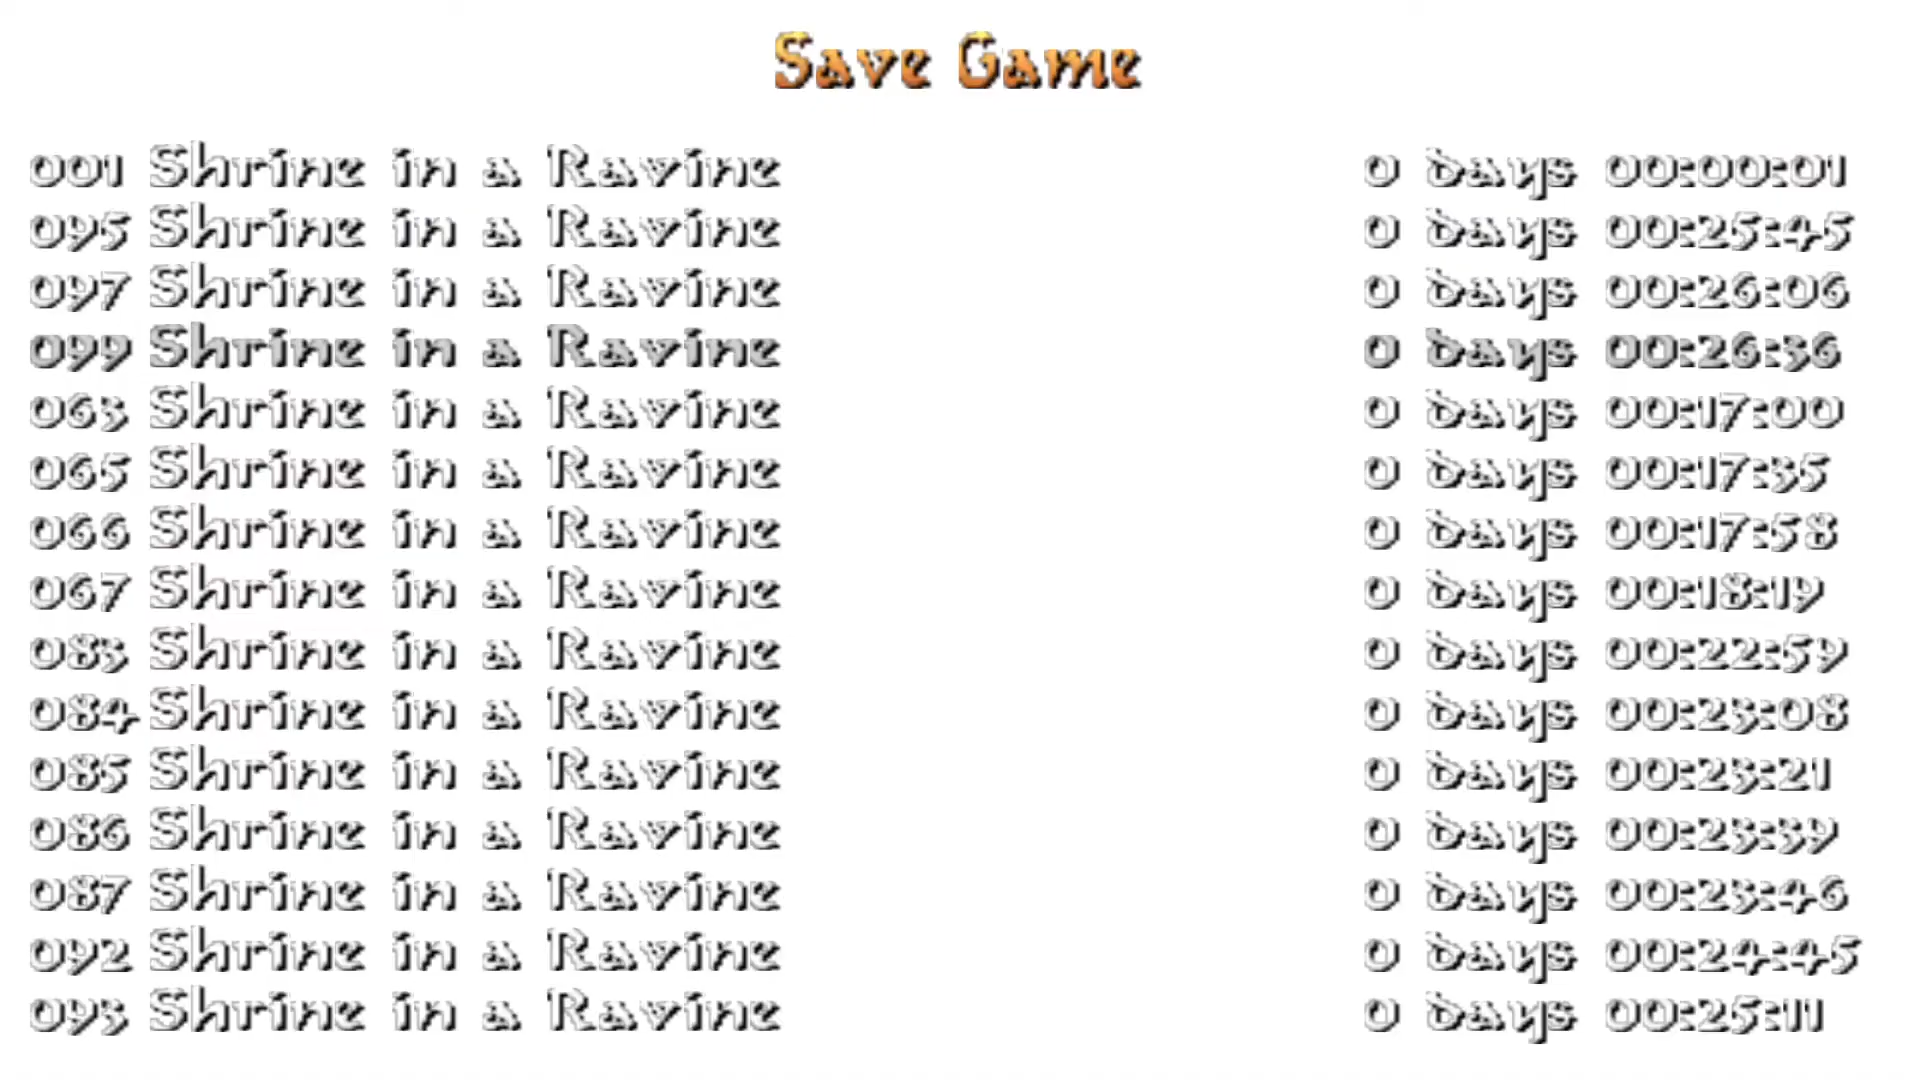 Save Game
001 Shrine in a Ravine 0 days 00:00:01
095 Shrine in a Ravine 0 days 00:25:45
097 Shrine in a Ravine 0 days 00:26:06
099 Shrine in a Ravine 0 days 00:26:36
063 Shrine in a Ravine 0 days 00:17:00
065 Shrine in a Ravine 0 days 00:17:35
066 Shrine in a Ravine 0 days 00:17:58
067 Shrine in a Ravine 0 days 00:18:19
083 Shrine in a Ravine 0 days 00:22:59
084 Shrine in a Ravine 0 days 00:23:08
085 Shrine in a Ravine 0 days 00:23:21
086 Shrine in a Ravine 0 days 00:23:39
087 Shrine in a Ravine 0 days 00:23:46
092 Shrine in a Ravine 0 days 00:24:45
093 Shrine in a Ravine 0 days 00:25:11